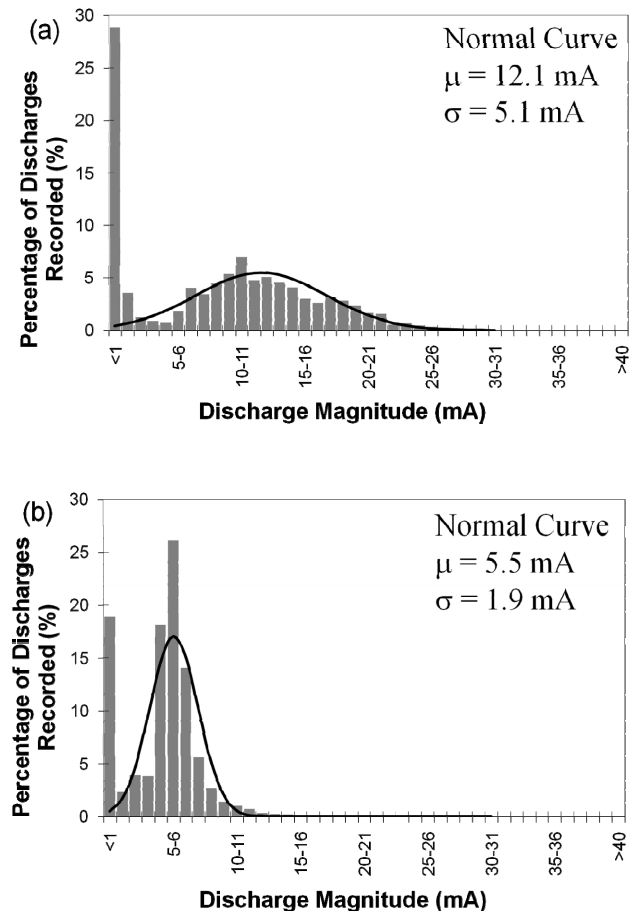 (a)
Normal Curve
μ = 12.1 mA
σ = 5.1 mA
Percentage of Discharges
Recorded (%)
30
25
20
15
10
5
0
<1
5-6
10-11
15-16
20-21
25-26
30-31
35-36
>40
Discharge Magnitude (mA)
(b)
Normal Curve
μ = 5.5 mA
σ = 1.9 mA
Percentage of Discharges
Recorded (%)
30
25
20
15
10
5
0
<1
5-6
10-11
15-16
20-21
25-26
30-31
35-36
>40
Discharge Magnitude (mA)